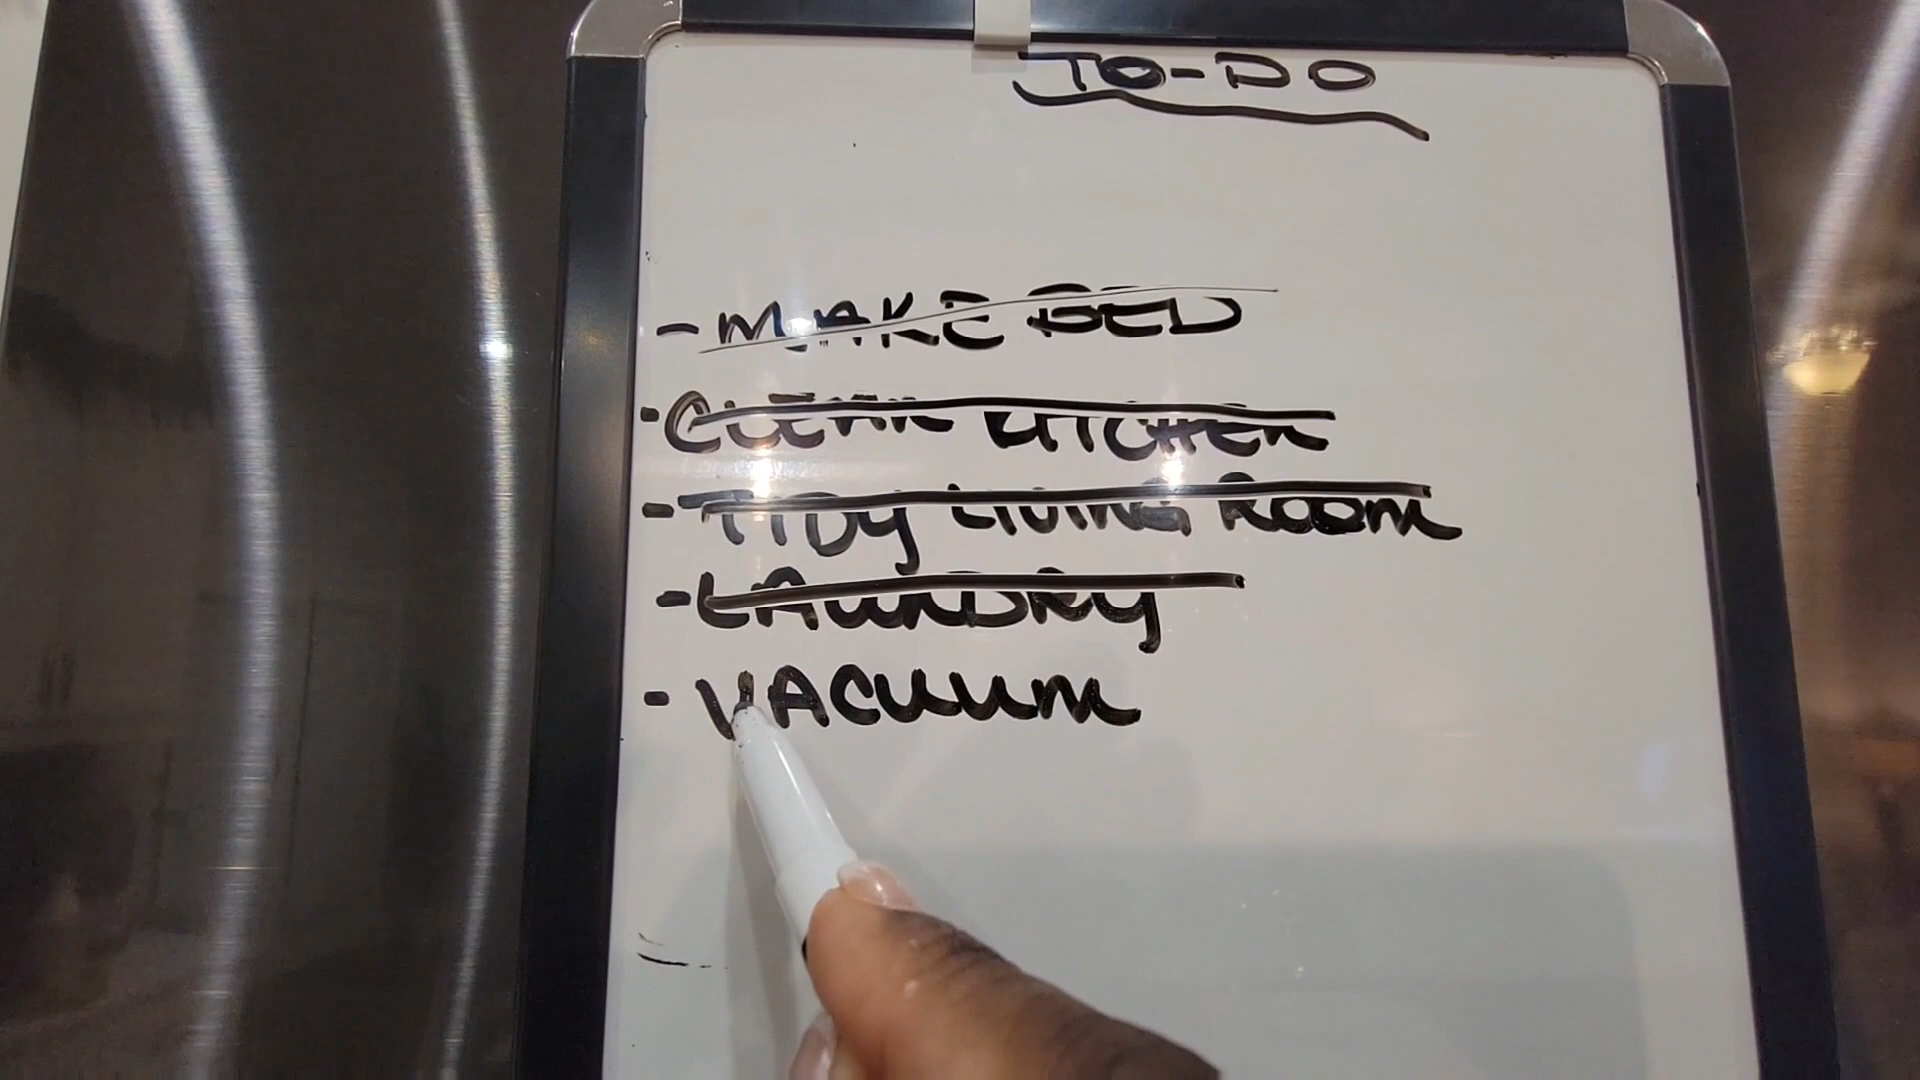 TO-DO
- MAKE BED
- CLEAN KITCHEN
- TIDY LIVING ROOM
- LAUNDRY
- VACUUM